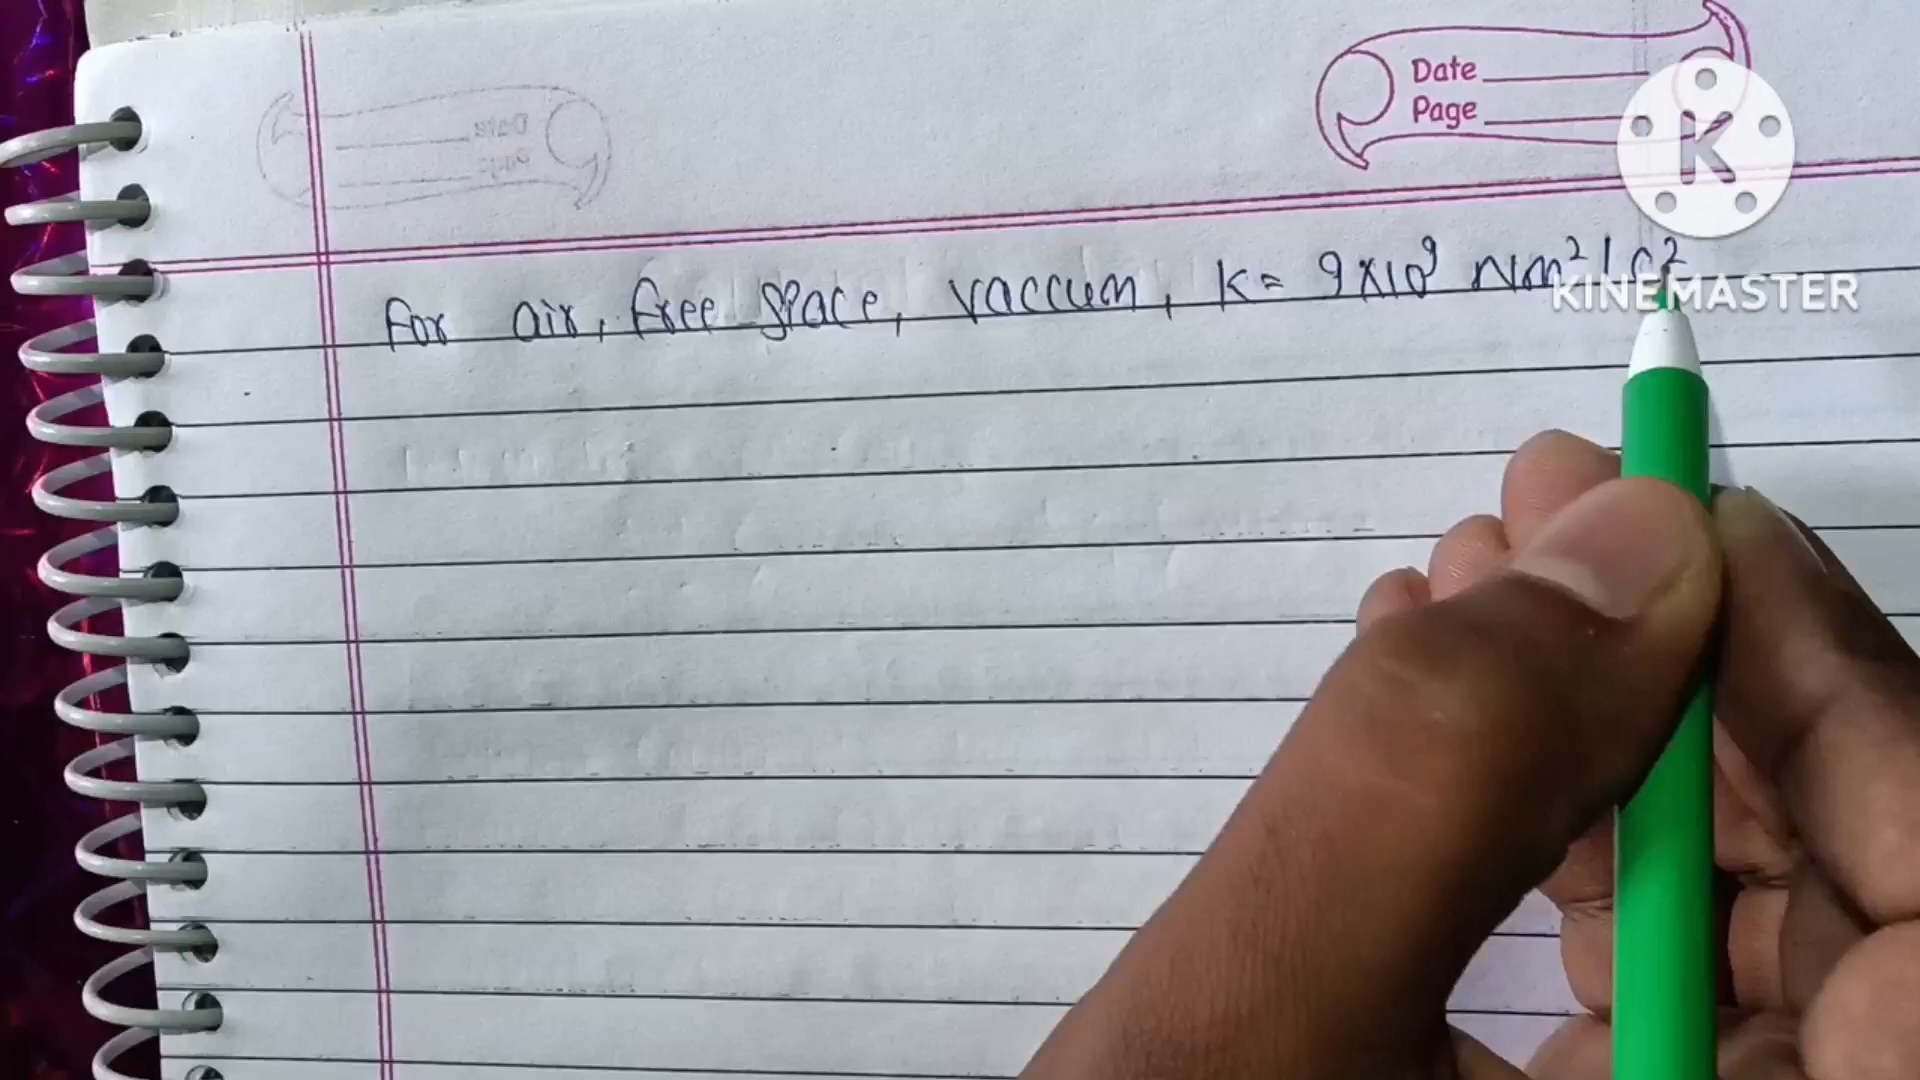 Date
Page
K
For air, free space, vaccum, K= 9x10⁹ Nm²/C²
KINEMASTER